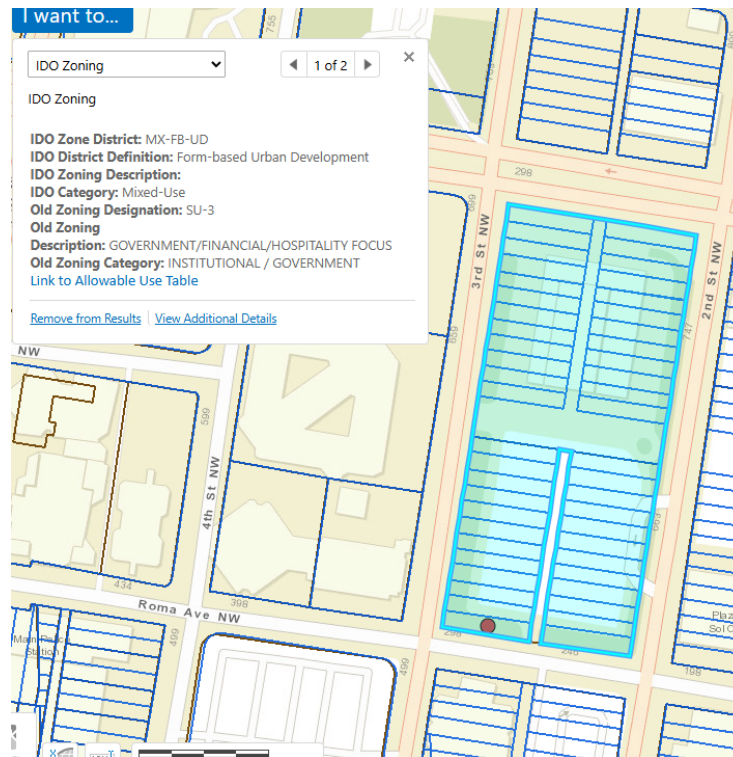 I want to...
IDO Zoning
1 of 2
IDO Zoning
IDO Zone District: MX-FB-UD
IDO District Definition: Form-based Urban Development
IDO Zoning Description:
IDO Category: Mixed-Use
Old Zoning Designation: SU-3
Old Zoning
Description: GOVERNMENT/FINANCIAL/HOSPITALITY FOCUS
Old Zoning Category: INSTITUTIONAL / GOVERNMENT
Link to Allowable Use Table
Remove from Results
View Additional Details
755
298
699
3rd St NW
2nd St NW
747
659
NW
599
4th St NW
663
434
Roma Ave NW
398
298
246
198
499
499
Station